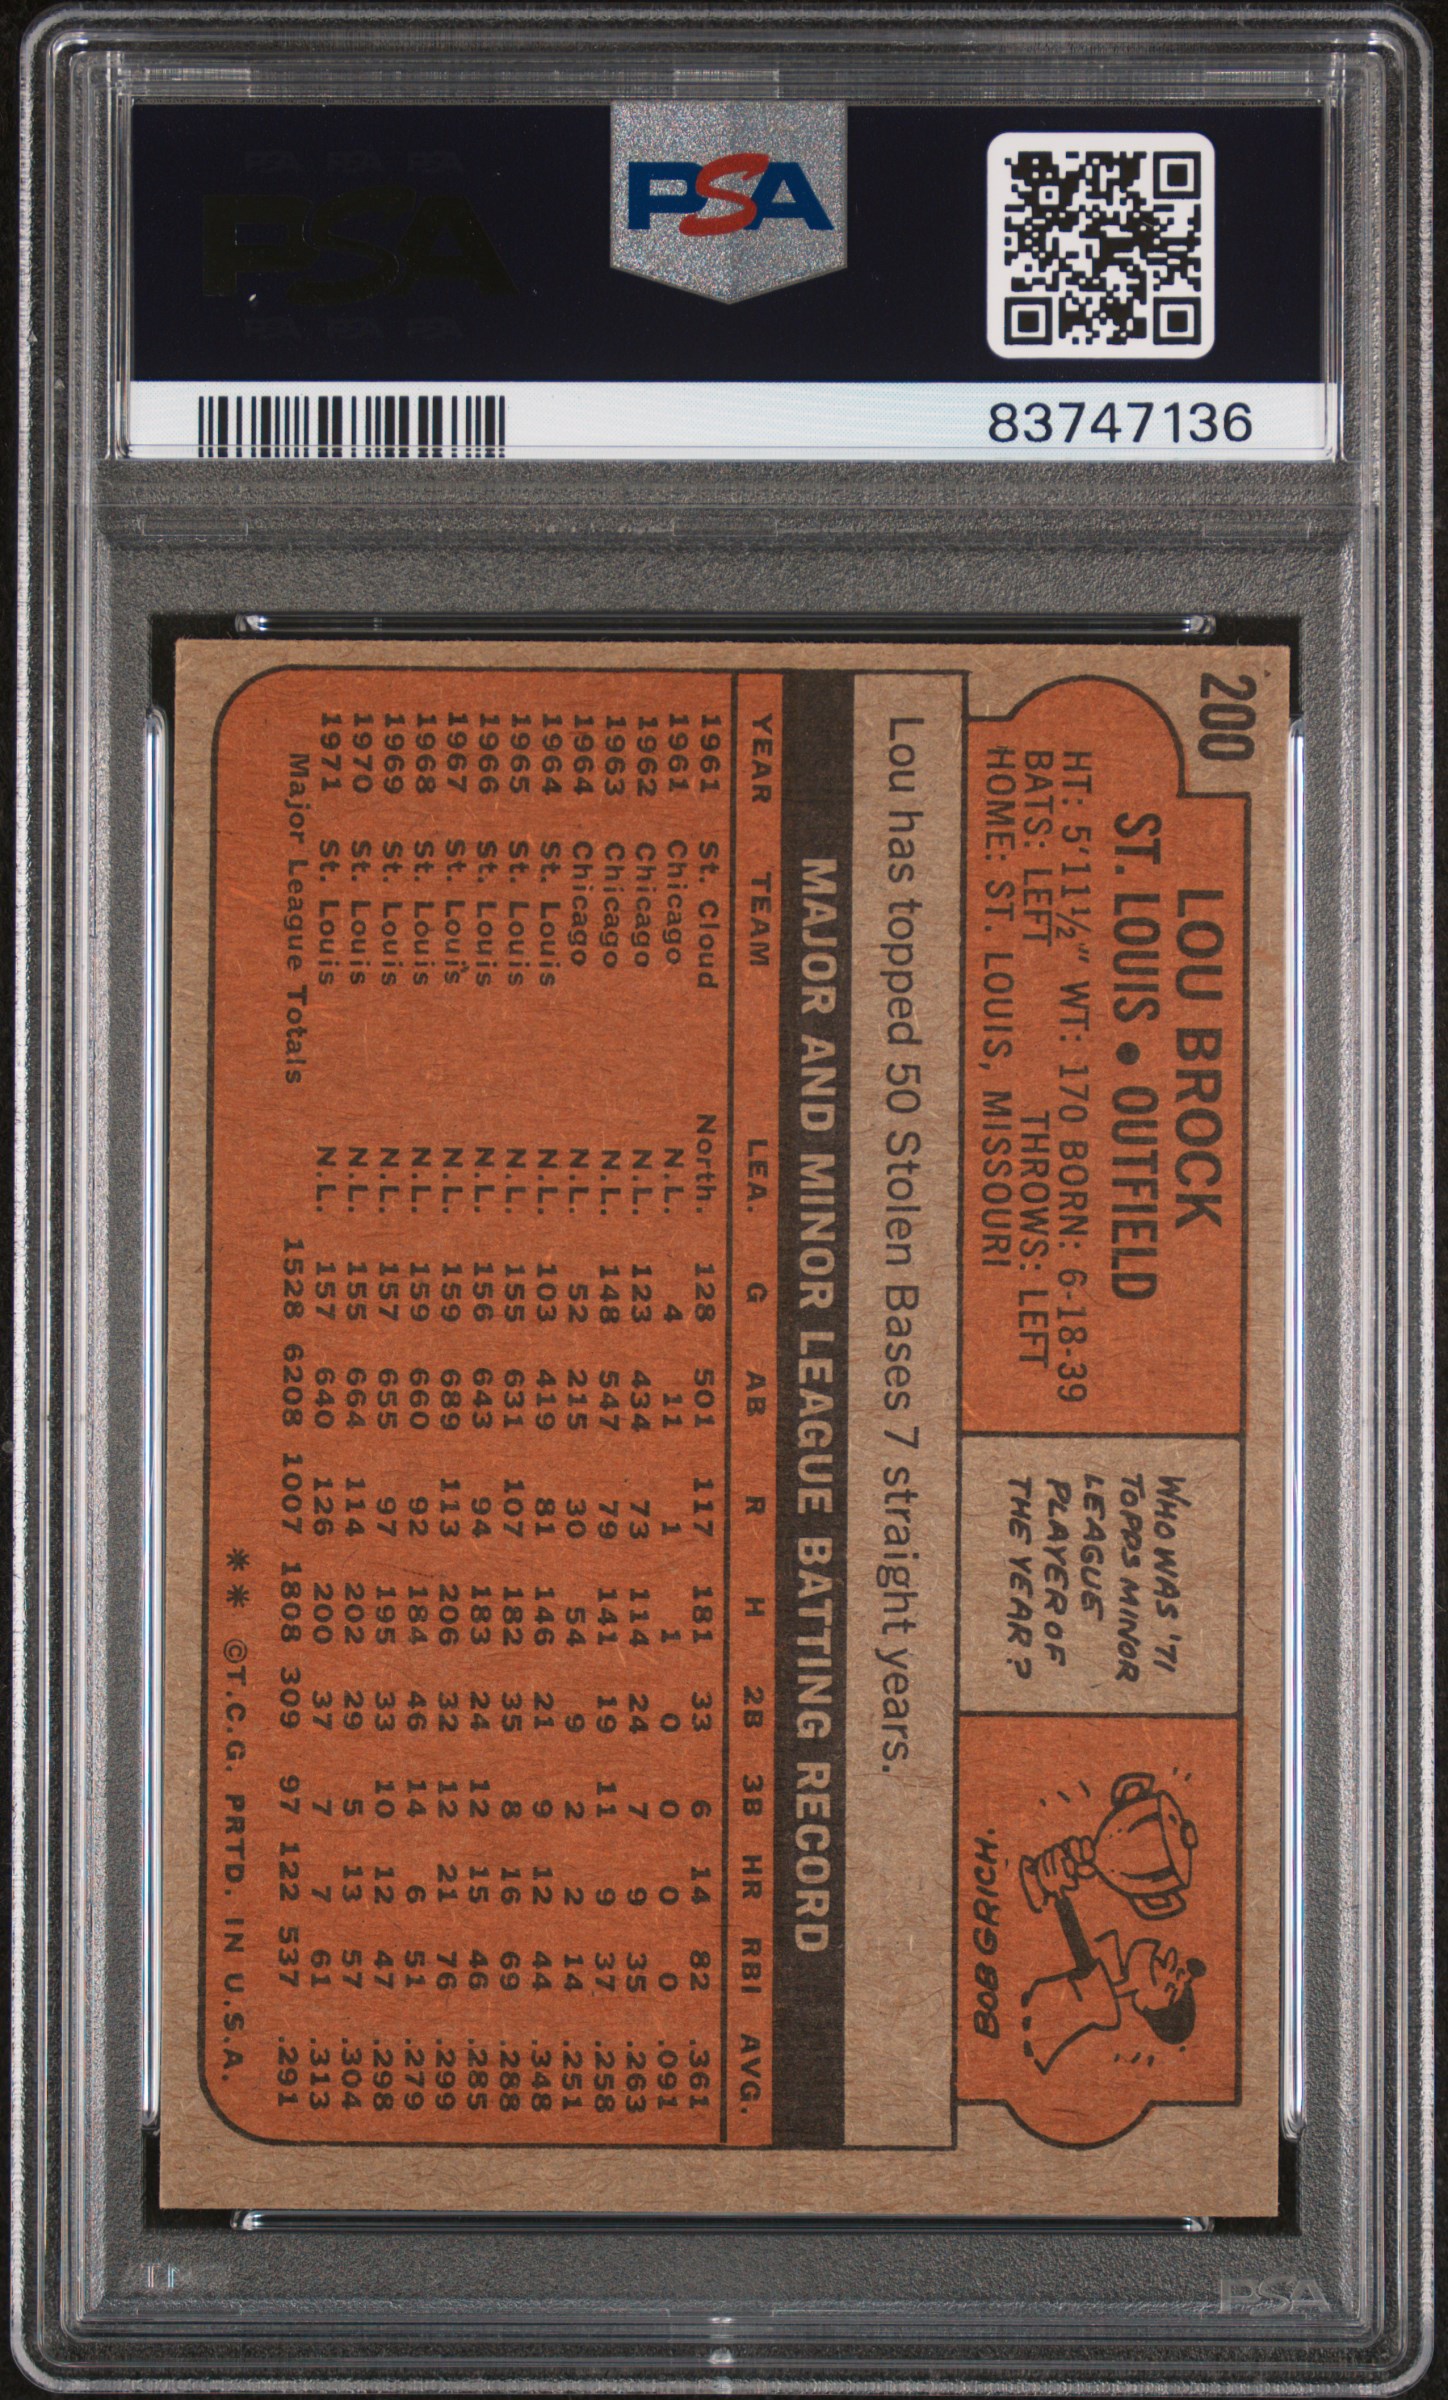 PSA
83747136
200
LOU BROCK
ST. LOUIS • OUTFIELD
HT: 5'11½" WT: 170 BORN: 6-18-39
BATS: LEFT THROWS: LEFT
HOME: ST. LOUIS, MISSOURI
WHO WAS '71
TOPPS MINOR
LEAGUE
PLAYER OF
THE YEAR?
BOBBY GRICH.
Lou has topped 50 Stolen Bases 7 straight years.
MAJOR AND MINOR LEAGUE BATTING RECORD
YEAR TEAM LEA. G AB R H 2B 3B HR RBI AVG.
1961 St. Cloud North. 128 501 117 181 33 6 14 82 .361
1961 Chicago N.L. 4 11 1 1 0 0 0 0 .091
1962 Chicago N.L. 123 434 73 114 24 7 9 35 .263
1963 Chicago N.L. 148 547 79 141 19 11 9 37 .258
1964 Chicago N.L. 52 215 30 54 9 2 2 14 .251
1964 St. Louis N.L. 103 419 81 146 21 9 12 44 .348
1965 St. Louis N.L. 155 631 107 182 35 8 16 69 .288
1966 St. Louis N.L. 156 643 94 183 24 12 15 46 .285
1967 St. Louis N.L. 159 689 113 206 32 12 21 76 .299
1968 St. Louis N.L. 159 660 92 184 46 14 6 51 .279
1969 St. Louis N.L. 157 655 97 195 33 10 12 47 .298
1970 St. Louis N.L. 155 664 114 202 29 5 13 57 .304
1971 St. Louis N.L. 157 640 126 200 37 7 7 61 .313
Major League Totals 1528 6208 1007 1808 309 97 122 537 .291
** ©T.C.G. PRTD. IN U.S.A.
PSA